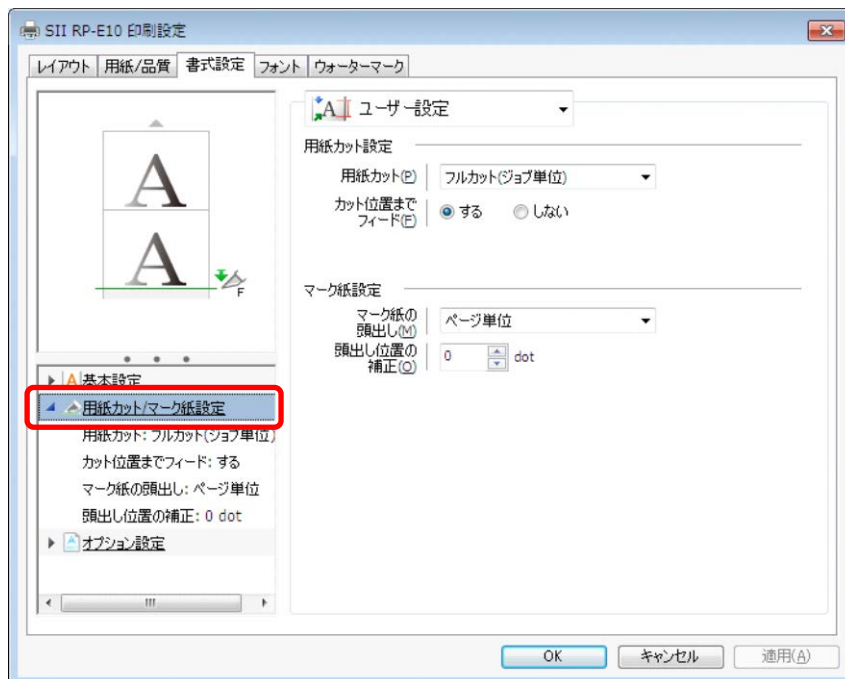 SII RP-E10 印刷設定
レイアウト 用紙/品質 書式設定 フォント ウォーターマーク
A
A
F
A 基本設定
用紙カット/マーク紙設定
用紙カット: フルカット(ジョブ単位)
カット位置までフィード: する
マーク紙の頭出し: ページ単位
頭出し位置の補正: 0 dot
オプション設定
A ユーザー設定
用紙カット設定
用紙カット(P) フルカット(ジョブ単位)
カット位置まで
フィード(E) する しない
マーク紙設定
マーク紙の
頭出し(M) ページ単位
頭出し位置の
補正(O) 0 dot
OK キャンセル 適用(A)